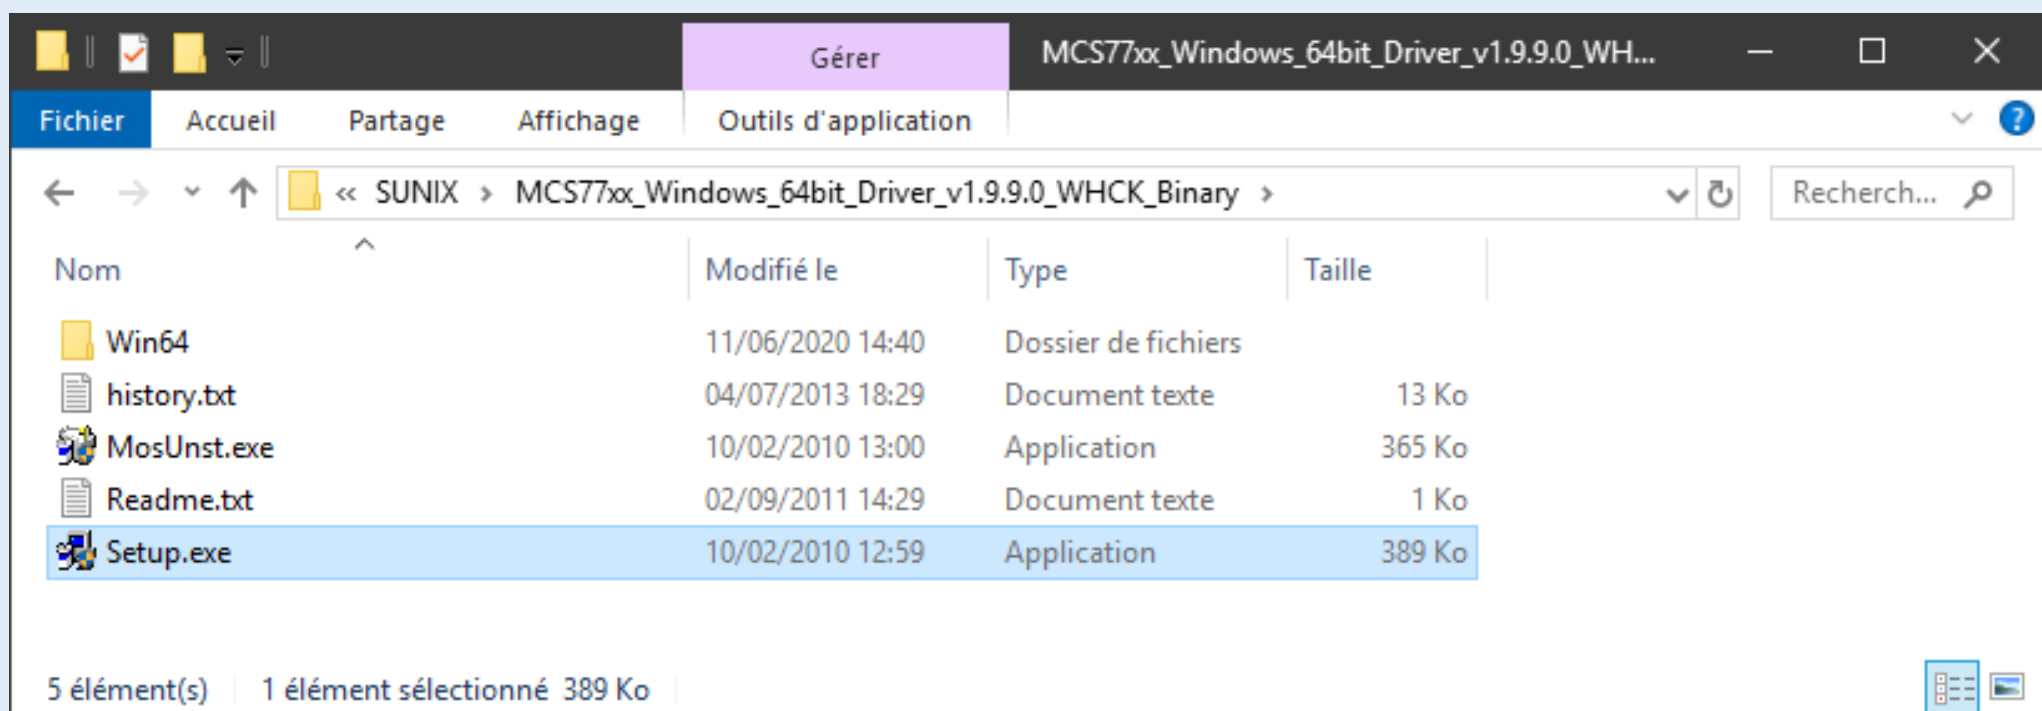 Gérer MCS77xx_Windows_64bit_Driver_v1.9.9.0_WH...
Fichier Accueil Partage Affichage Outils d'application ?
« SUNIX > MCS77xx_Windows_64bit_Driver_v1.9.9.0_WHCK_Binary > Recherch...
Nom Modifié le Type Taille
Win64 11/06/2020 14:40 Dossier de fichiers
history.txt 04/07/2013 18:29 Document texte 13 Ko
MosUnst.exe 10/02/2010 13:00 Application 365 Ko
Readme.txt 02/09/2011 14:29 Document texte 1 Ko
Setup.exe 10/02/2010 12:59 Application 389 Ko
5 élément(s) 1 élément sélectionné 389 Ko